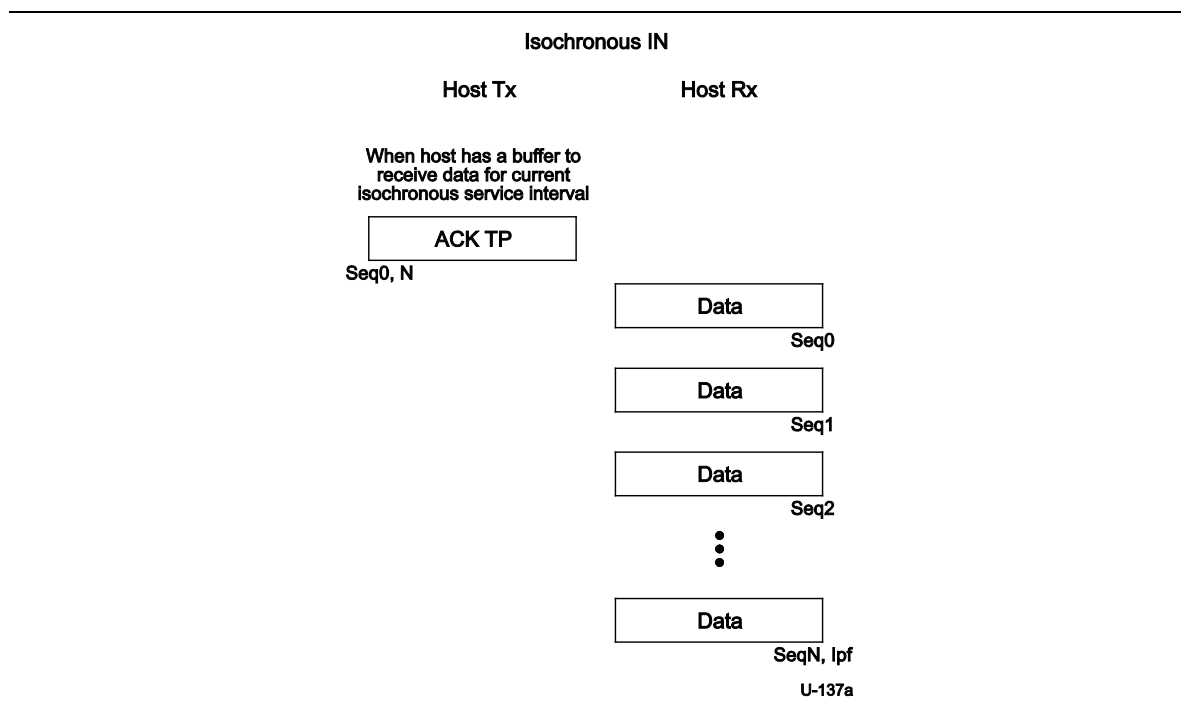 Isochronous IN
Host Tx
Host Rx
When host has a buffer to
receive data for current
isochronous service interval
ACK TP
Seq0, N
Data
Seq0
Data
Seq1
Data
Seq2
Data
SeqN, lpf
U-137a